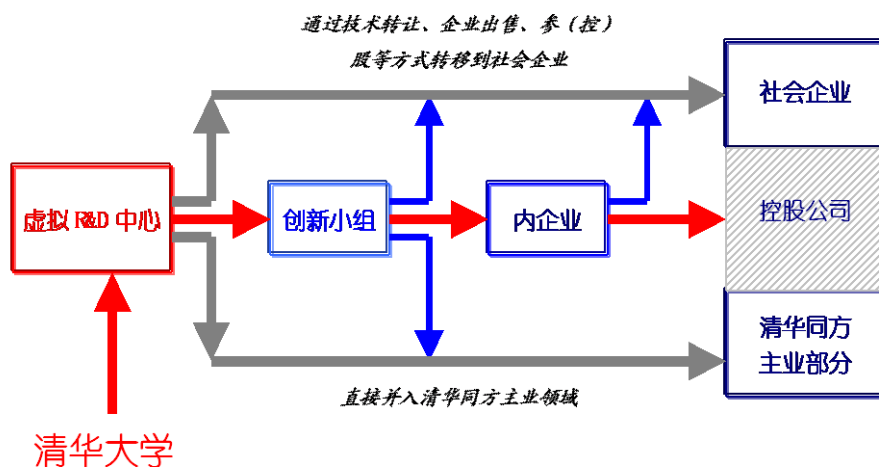 通过技术转让、企业出售、参（控）
股等方式转移到社会企业
社会企业
虚拟 R&D 中心
创新小组
内企业
控股公司
清华同方
主业部分
直接并入清华同方主业领域
清华大学